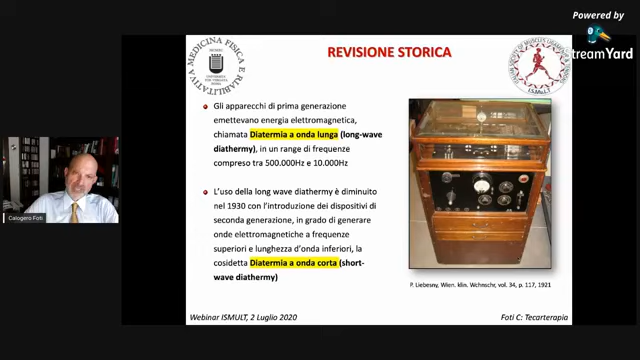 Powered by
StreamYard
REVISIONE STORICA
MEDICINA FISICA E
RIABILITATIVA
ISMULT
Gli apparecchi di prima generazione
emettevano energia elettromagnetica,
chiamata Diatermia a onda lunga (long-wave
diathermy), in un range di frequenze
compreso tra 500.000Hz e 10.000Hz
L'uso della long wave diathermy è diminuito
nel 1930 con l'introduzione dei dispositivi di
seconda generazione, in grado di generare
onde elettromagnetiche a frequenze
superiori e lunghezza d'onda inferiori, la
cosidetta Diatermia a onda corta (short-
wave diathermy)
P. Liebesny, Wien. klin. Wchnschr, vol. 34, p. 117, 1921
Calogero Foti
Webinar ISMULT, 2 Luglio 2020
Foti C: Tecarterapia